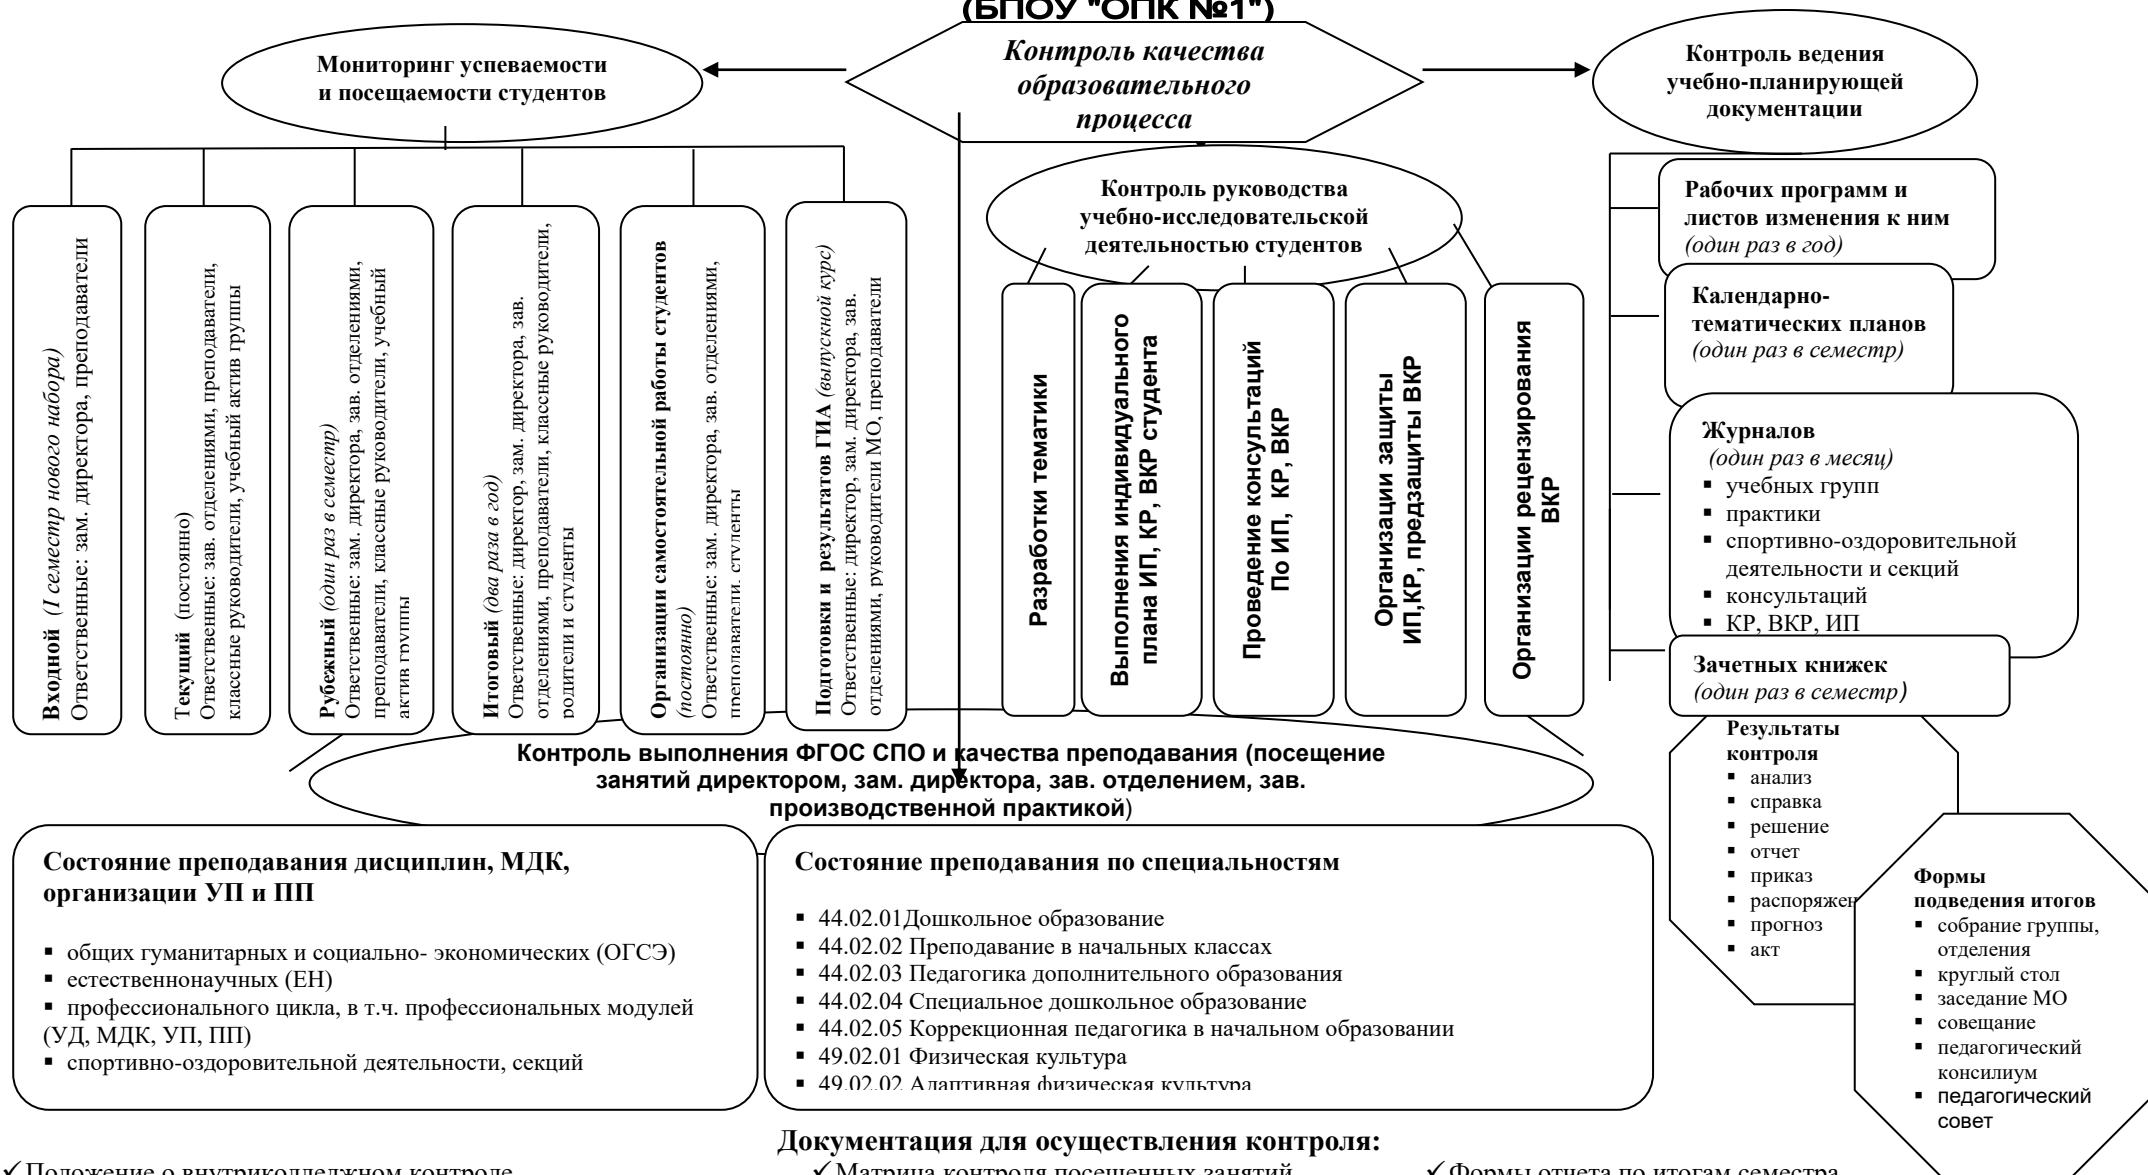 (БПОУ "ОПК №1")
Контроль качества
образовательного
процесса
Мониторинг успеваемости
и посещаемости студентов
Контроль ведения
учебно-планирующей
документации
Контроль руководства
учебно-исследовательской
деятельностью студентов
Входной (I семестр нового набора)
Ответственные: зам. директора, преподаватели
Текущий (постоянно)
Ответственные: зав. отделениями, преподаватели,
классные руководители, учебный актив группы
Рубежный (один раз в семестр)
Ответственные: зам. директора, зав. отделениями,
преподаватели, классные руководители, учебный
актив группы
Итоговый (два раза в год)
Ответственные: директор, зам. директора, зав.
отделениями, преподаватели, классные руководители,
родители и студенты
Организации самостоятельной работы студентов
(постоянно)
Ответственные: зам. директора, зав. отделениями,
преподаватели, студенты
Подготовки и результатов ГИА (выпускной курс)
Ответственные: директор, зам. директора, зав.
отделениями, руководители МО, преподаватели
Разработки тематики
Выполнения индивидуального
плана ИП, КР, ВКР студента
Проведение консультаций
По ИП, КР, ВКР
Организации защиты
ИП,КР, предзащиты ВКР
Организации рецензирования
ВКР
Рабочих программ и
листов изменения к ним
(один раз в год)
Календарно-
тематических планов
(один раз в семестр)
Журналов
(один раз в месяц)
▪ учебных групп
▪ практики
▪ спортивно-оздоровительной
деятельности и секций
▪ консультаций
▪ КР, ВКР, ИП
Зачетных книжек
(один раз в семестр)
Контроль выполнения ФГОС СПО и качества преподавания (посещение
занятий директором, зам. директора, зав. отделением, зав.
производственной практикой)
Состояние преподавания дисциплин, МДК,
организации УП и ПП
▪ общих гуманитарных и социально- экономических (ОГСЭ)
▪ естественнонаучных (ЕН)
▪ профессионального цикла, в т.ч. профессиональных модулей
(УД, МДК, УП, ПП)
▪ спортивно-оздоровительной деятельности, секций
Состояние преподавания по специальностям
▪ 44.02.01Дошкольное образование
▪ 44.02.02 Преподавание в начальных классах
▪ 44.02.03 Педагогика дополнительного образования
▪ 44.02.04 Специальное дошкольное образование
▪ 44.02.05 Коррекционная педагогика в начальном образовании
▪ 49.02.01 Физическая культура
▪ 49.02.02 Адаптивная физическая культура
Результаты
контроля
▪ анализ
▪ справка
▪ решение
▪ отчет
▪ приказ
▪ распоряжен
▪ прогноз
▪ акт
Формы
подведения итогов
▪ собрание группы,
отделения
▪ круглый стол
▪ заседание МО
▪ совещание
▪ педагогический
консилиум
▪ педагогический
совет
Документация для осуществления контроля:
✓ Положение о внутриколледжном контроле
✓ Матрица контроля посещенных занятий
✓ Формы отчета по итогам семестра